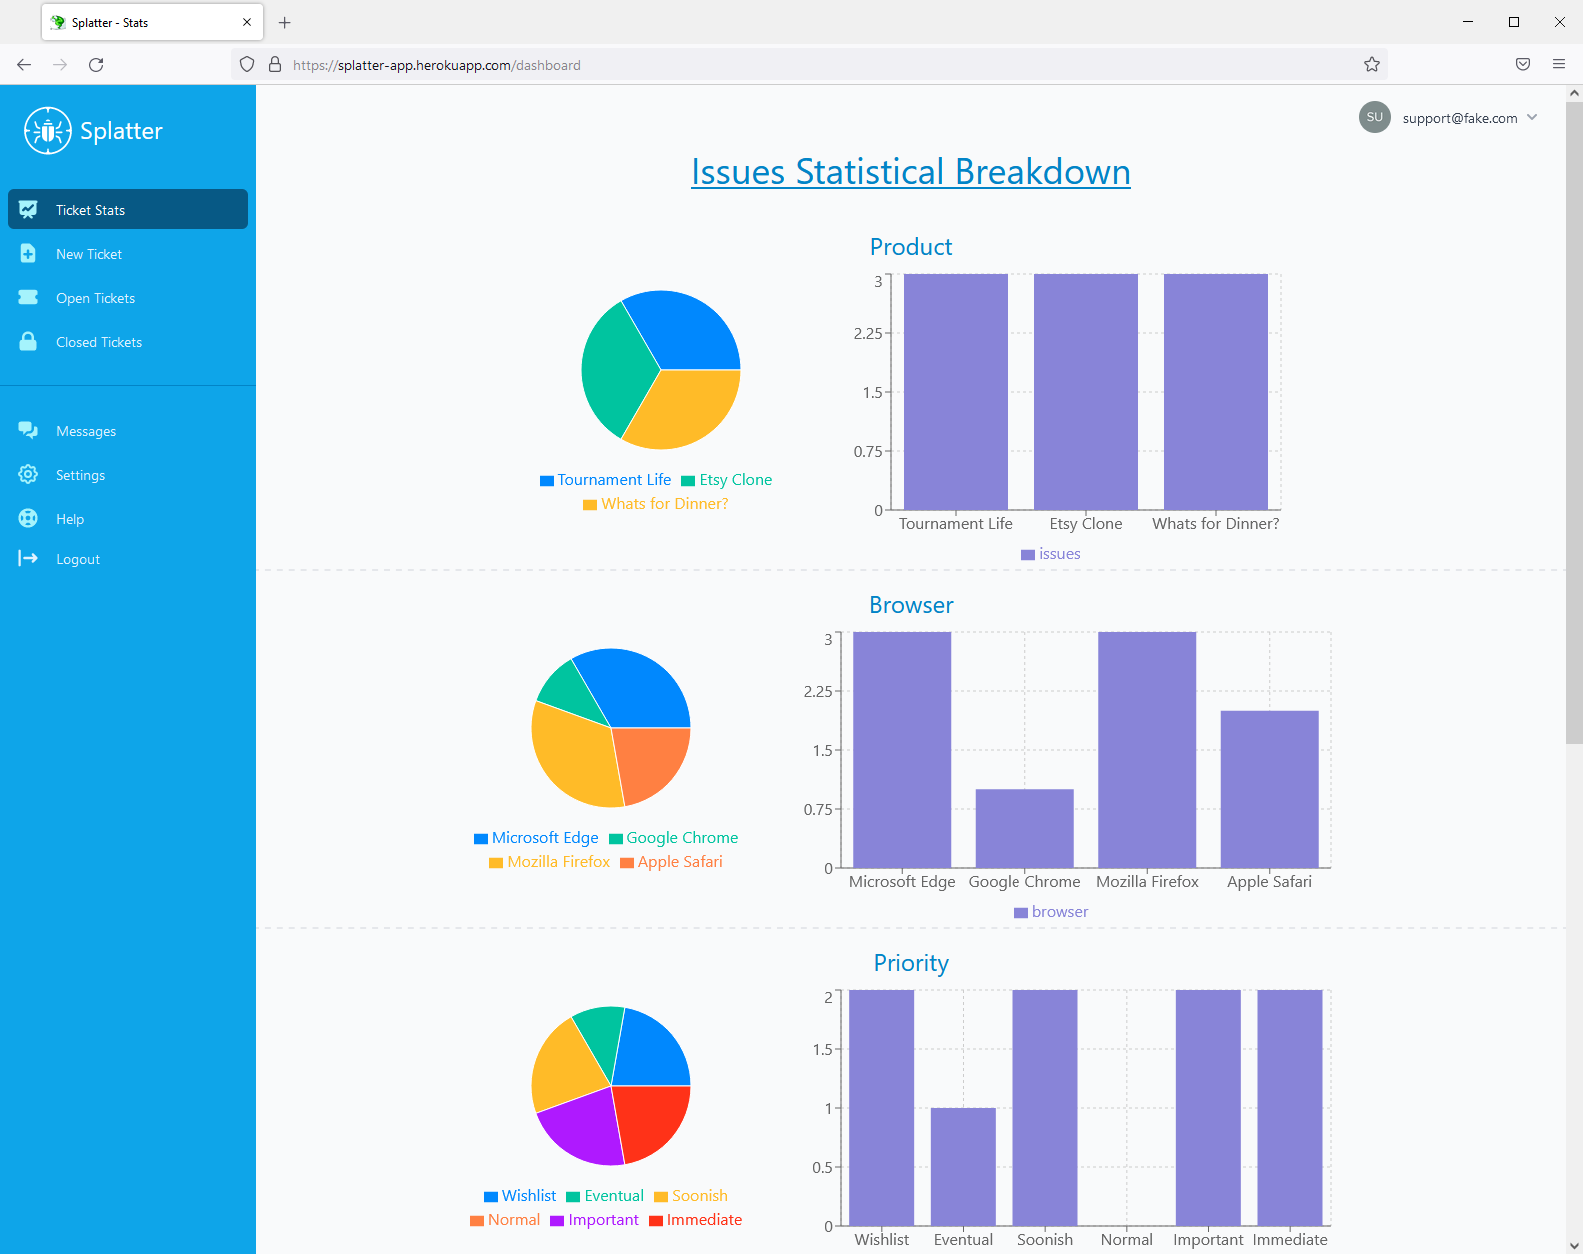 Splatter - Stats
https://splatter-app.herokuapp.com/dashboard
Splatter
SU support@fake.com
Ticket Stats
New Ticket
Open Tickets
Closed Tickets
Messages
Settings
Help
Logout
Issues Statistical Breakdown
Product
Tournament Life Etsy Clone
Whats for Dinner?
3
2.25
1.5
0.75
0
Tournament Life Etsy Clone Whats for Dinner?
issues
Browser
Microsoft Edge Google Chrome
Mozilla Firefox Apple Safari
3
2.25
1.5
0.75
0
Microsoft Edge Google Chrome Mozilla Firefox Apple Safari
browser
Priority
Wishlist Eventual Soonish
Normal Important Immediate
2
1.5
1
0.5
0
Wishlist Eventual Soonish Normal Important Immediate